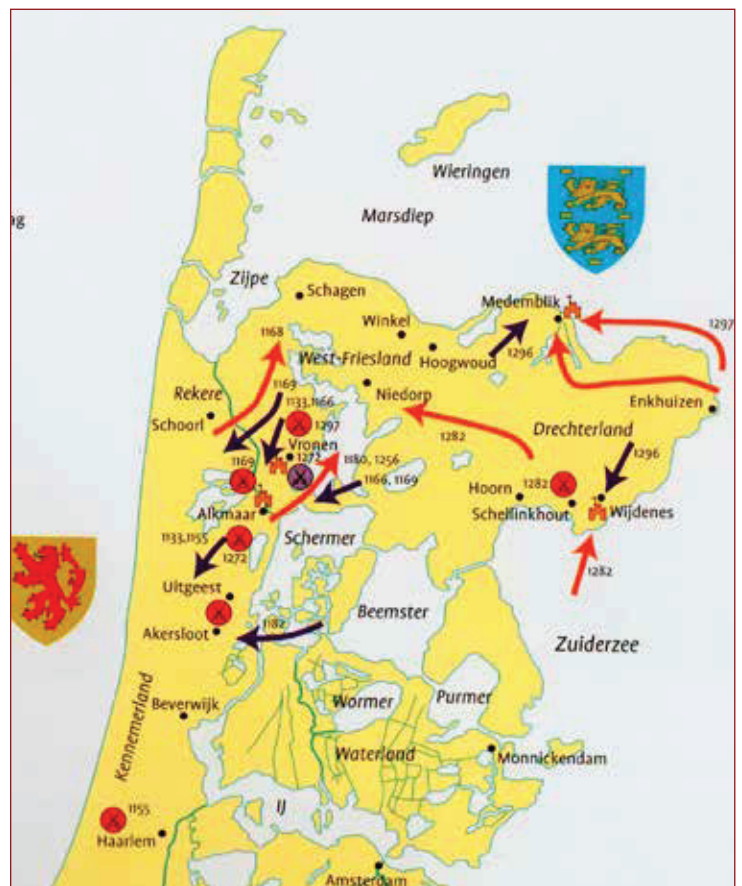 Wieringen
Marsdiep
ag
Zijpe
Schagen
Medemblik
1297
Winkel
1168
Hoogwoud
1296
West-Friesland
1169
Rekere
Niedorp
1133,1166
Enkhuizen
Schoorl
1297
1282
Drechterland
Vronen
1272
1180, 1256
1296
1169
1166, 1169
Hoorn
1282
Alkmaar
Schellinkhout
Wijdenes
1133,1155
Schermer
1272
1282
Uitgeest
Beemster
Akersloot
1182
Zuiderzee
Kennemerland
Wormer
Purmer
Beverwijk
Waterland
Monnickendam
IJ
1155
Haarlem
Amsterdam